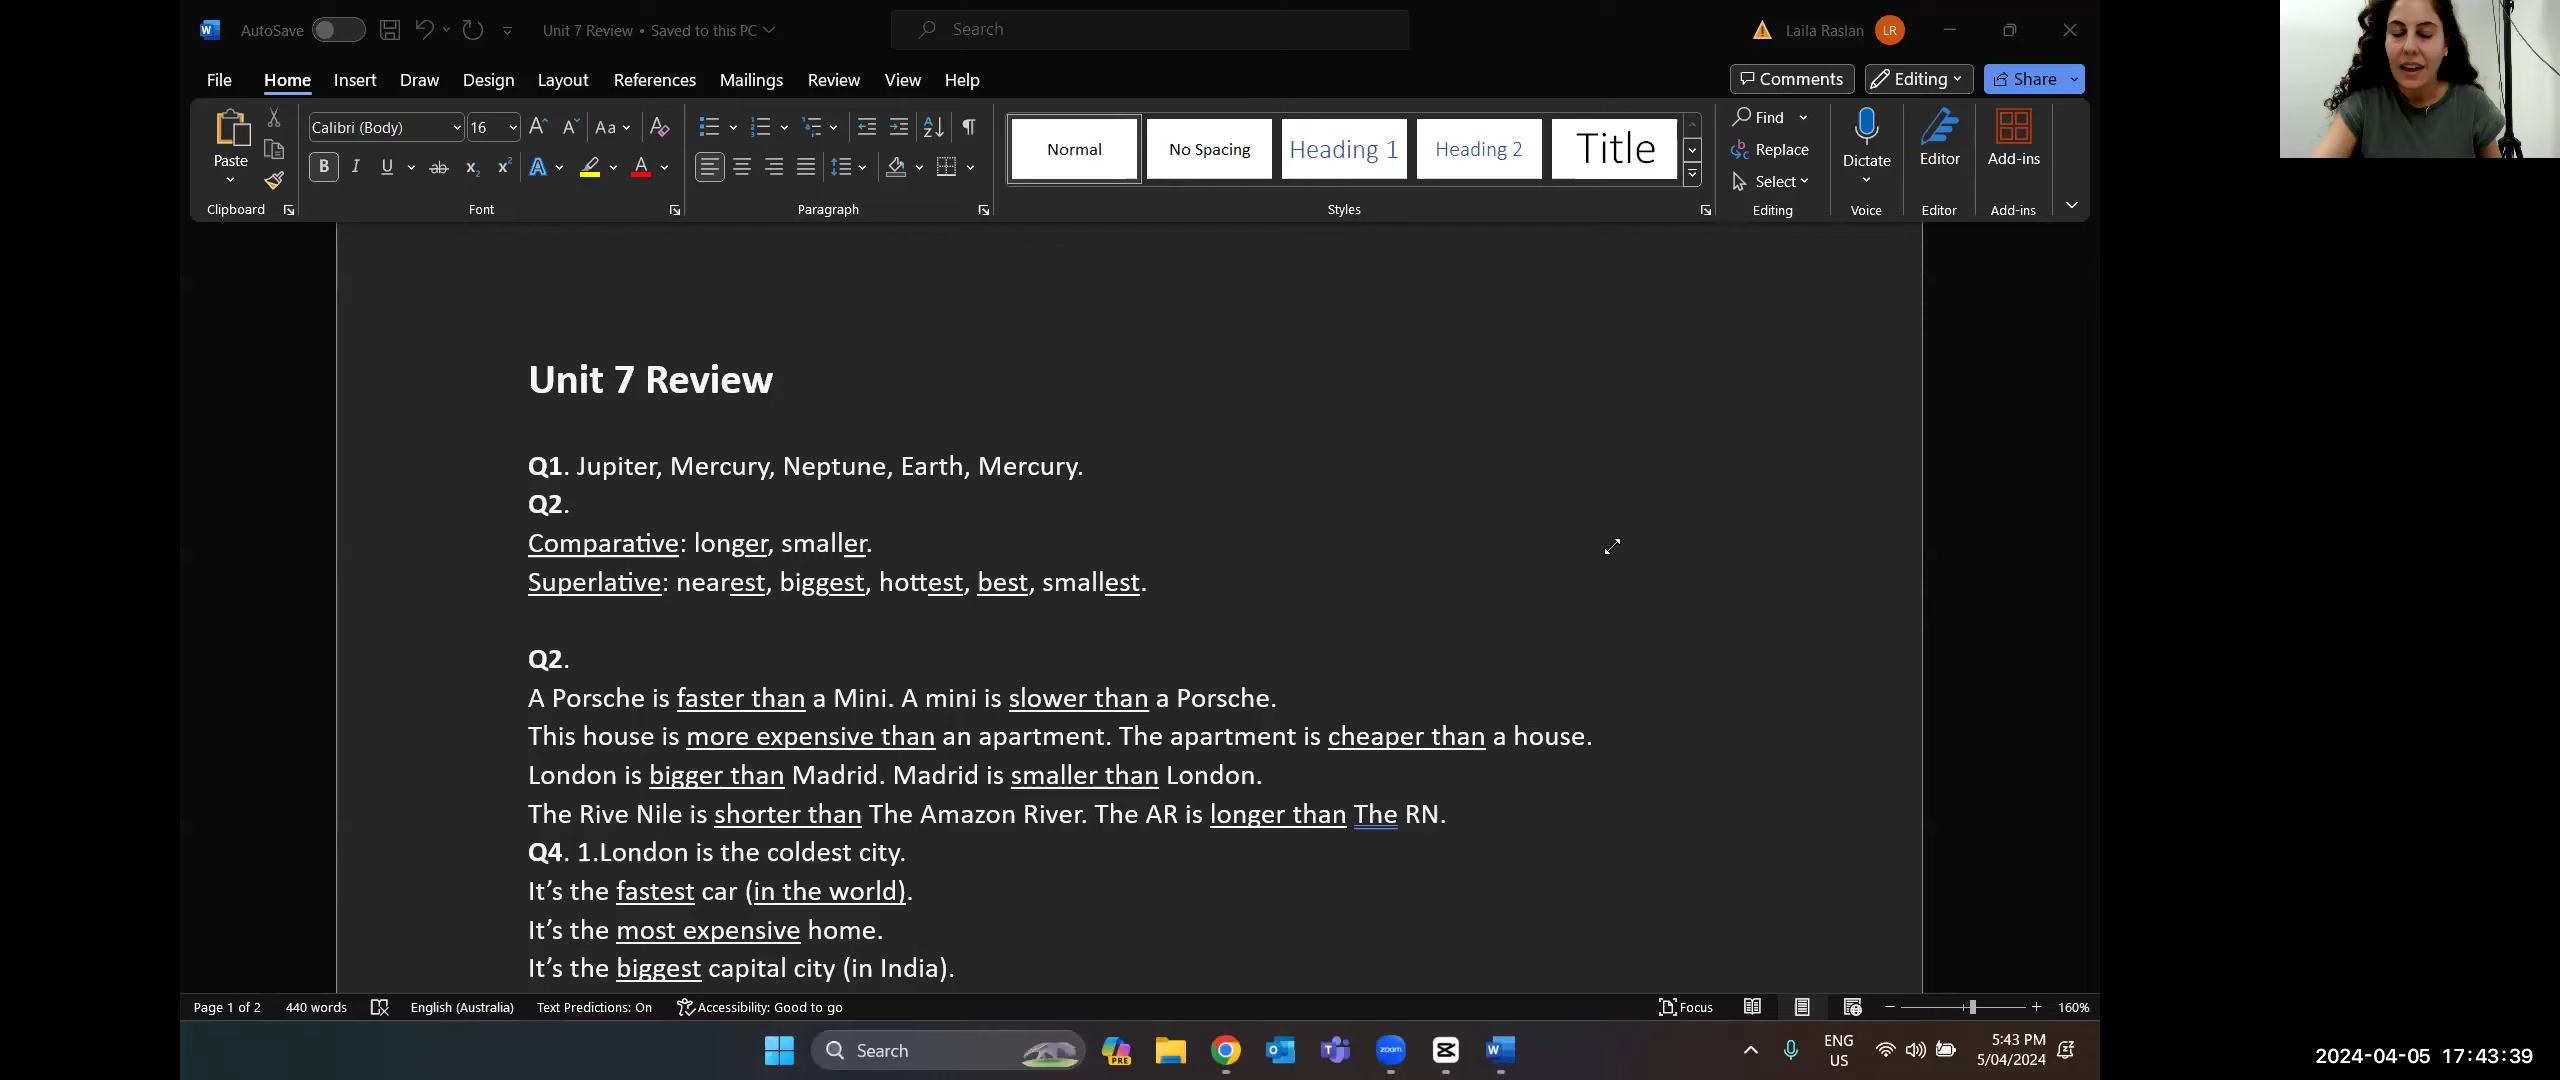 AutoSave
Unit 7 Review • Saved to this PC
Search
Laila Raslan
LR
File Home Insert Draw Design Layout References Mailings Review View Help
Comments Editing Share
Calibri (Body) 16
Paste
Normal
No Spacing
Heading 1
Heading 2
Title
Find
Replace
Select
Dictate
Editor
Add-ins
Clipboard Font Paragraph Styles Editing Voice Editor Add-ins
Unit 7 Review
Q1. Jupiter, Mercury, Neptune, Earth, Mercury.
Q2.
Comparative: longer, smaller.
Superlative: nearest, biggest, hottest, best, smallest.
Q2.
A Porsche is faster than a Mini. A mini is slower than a Porsche.
This house is more expensive than an apartment. The apartment is cheaper than a house.
London is bigger than Madrid. Madrid is smaller than London.
The Rive Nile is shorter than The Amazon River. The AR is longer than The RN.
Q4. 1.London is the coldest city.
It’s the fastest car (in the world).
It’s the most expensive home.
It’s the biggest capital city (in India).
Page 1 of 2 440 words English (Australia) Text Predictions: On Accessibility: Good to go Focus 160%
Search
PRE
zoom
ENG
US
5:43 PM
5/04/2024
2024-04-05 17:43:39